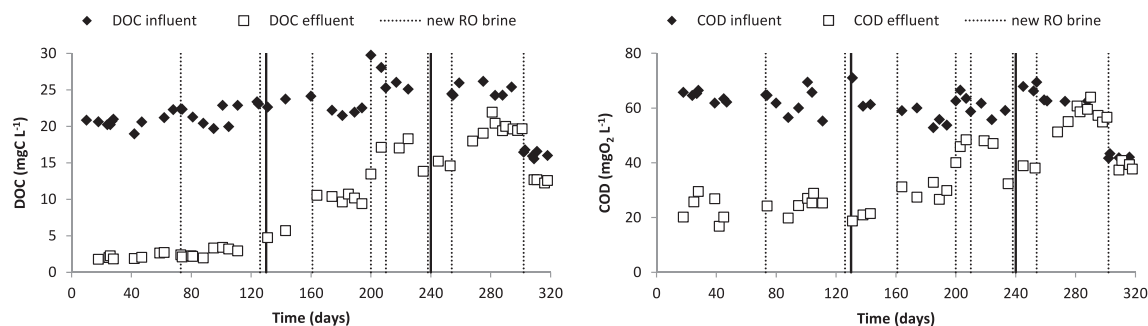 DOC influent DOC effluent new RO brine
30
25
20
15
10
5
0
DOC (mgC L⁻¹)
0 40 80 120 160 200 240 280 320
Time (days)
COD influent COD effluent new RO brine
80
60
40
20
0
COD (mgO₂ L⁻¹)
0 40 80 120 160 200 240 280 320
Time (days)